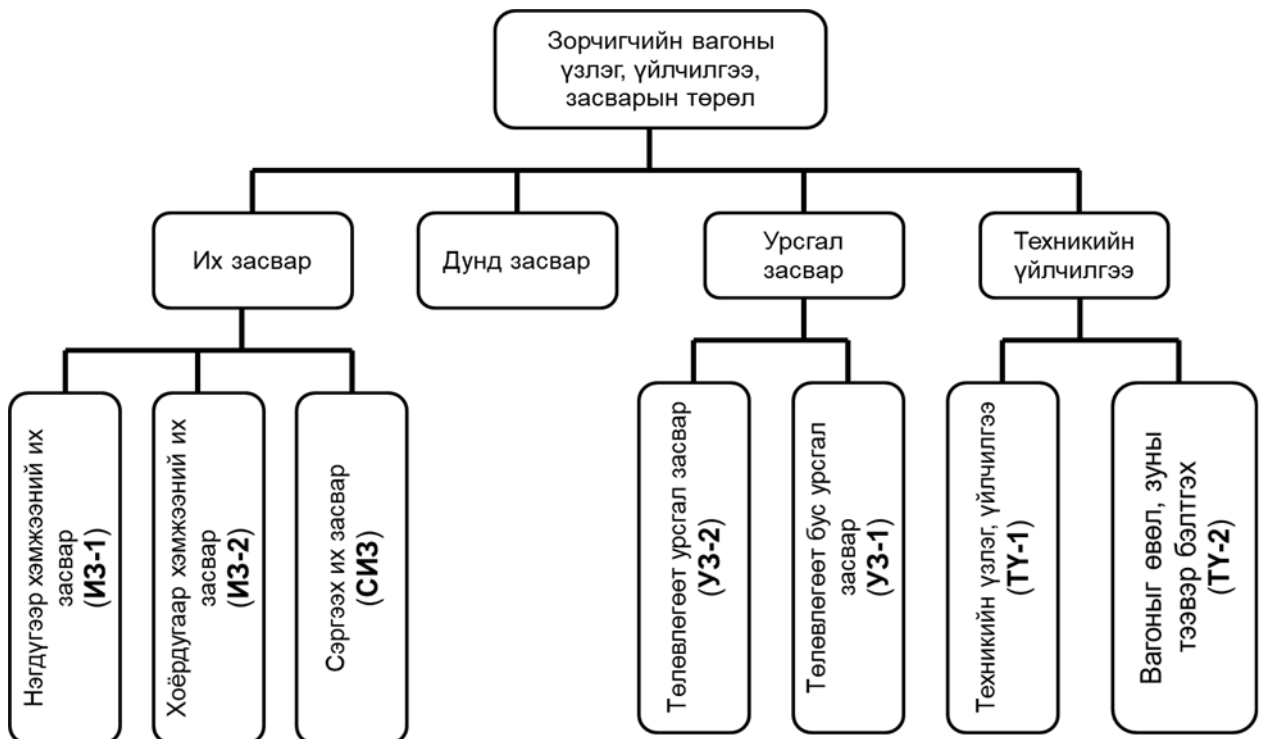 Зорчигчийн вагоны
үзлэг, үйлчилгээ,
засварын төрөл
Их засвар
Дунд засвар
Урсгал
засвар
Техникийн
үйлчилгээ
Нэгдүгээр хэмжээний их
засвар
(ИЗ-1)
Хоёрдугаар хэмжээний их
засвар
(ИЗ-2)
Сэргээх их засвар
(СИЗ)
Төлөвлөгөөт урсгал засвар
(УЗ-2)
Төлөвлөгөөт бус урсгал
засвар
(УЗ-1)
Техникийн үзлэг, үйлчилгээ
(ТҮ-1)
Вагоныг өвөл, зуны
тээвэр бэлтгэх
(ТҮ-2)